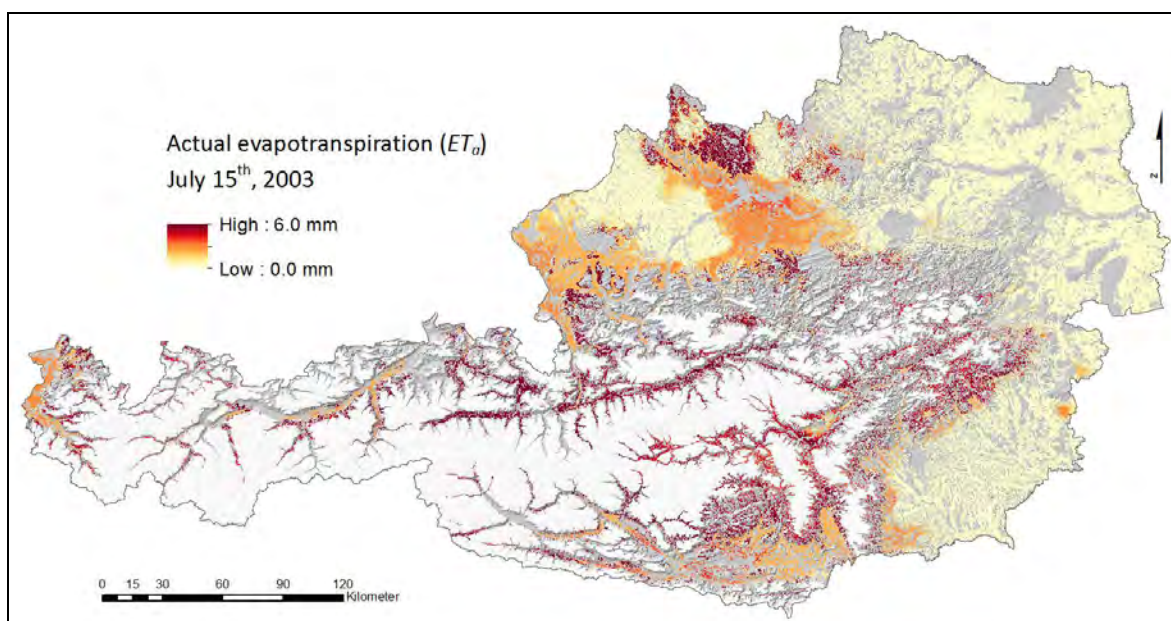 Actual evapotranspiration (ETa)
July 15th, 2003
High : 6.0 mm
Low : 0.0 mm
N
0 15 30 60 90 120
Kilometer